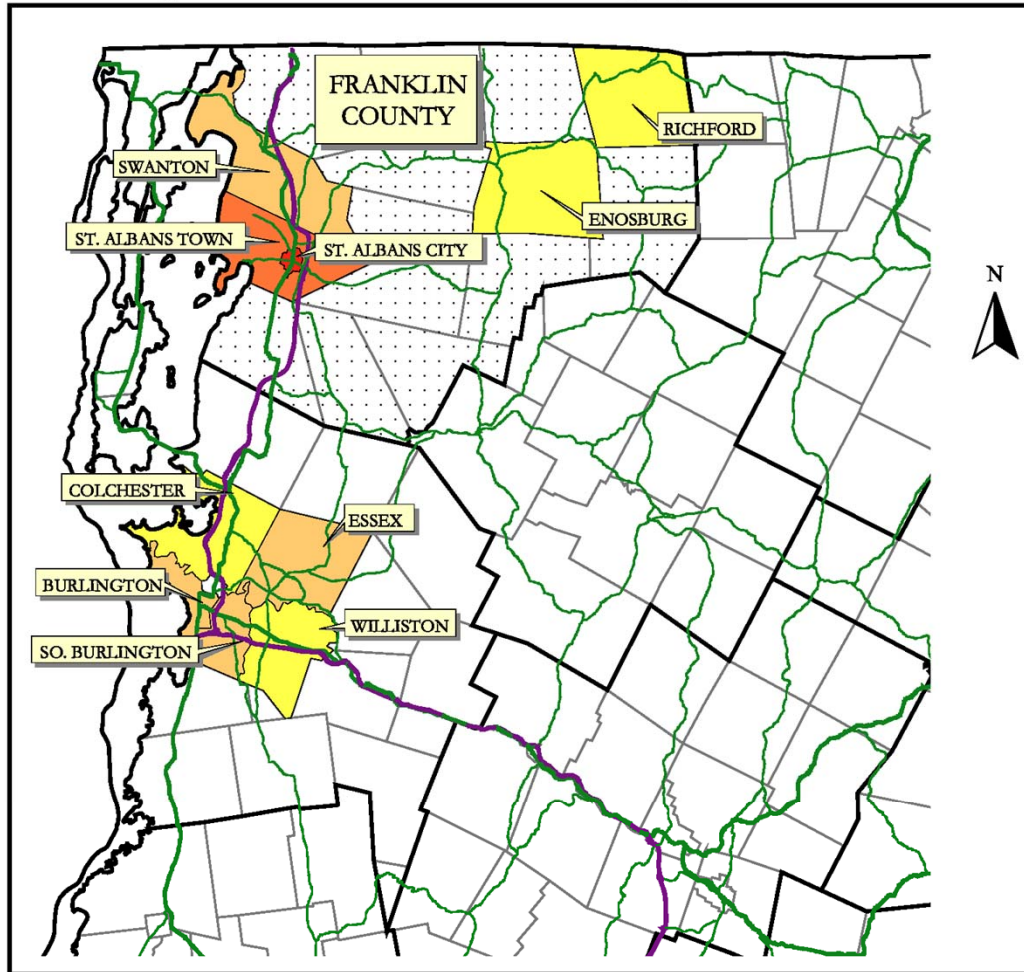 FRANKLIN
COUNTY
RICHFORD
SWANTON
ENOSBURG
ST. ALBANS TOWN
ST. ALBANS CITY
N
COLCHESTER
ESSEX
BURLINGTON
WILLISTON
SO. BURLINGTON